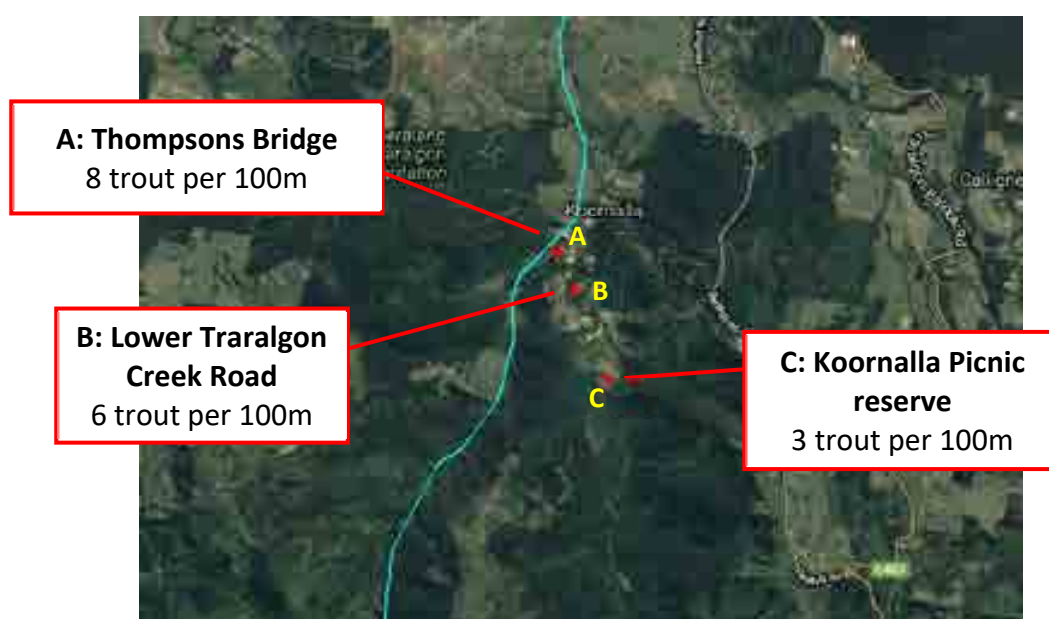 A: Thompsons Bridge
8 trout per 100m
Koornalla
A
B
B: Lower Traralgon
Creek Road
6 trout per 100m
C: Koornalla Picnic
reserve
3 trout per 100m
C